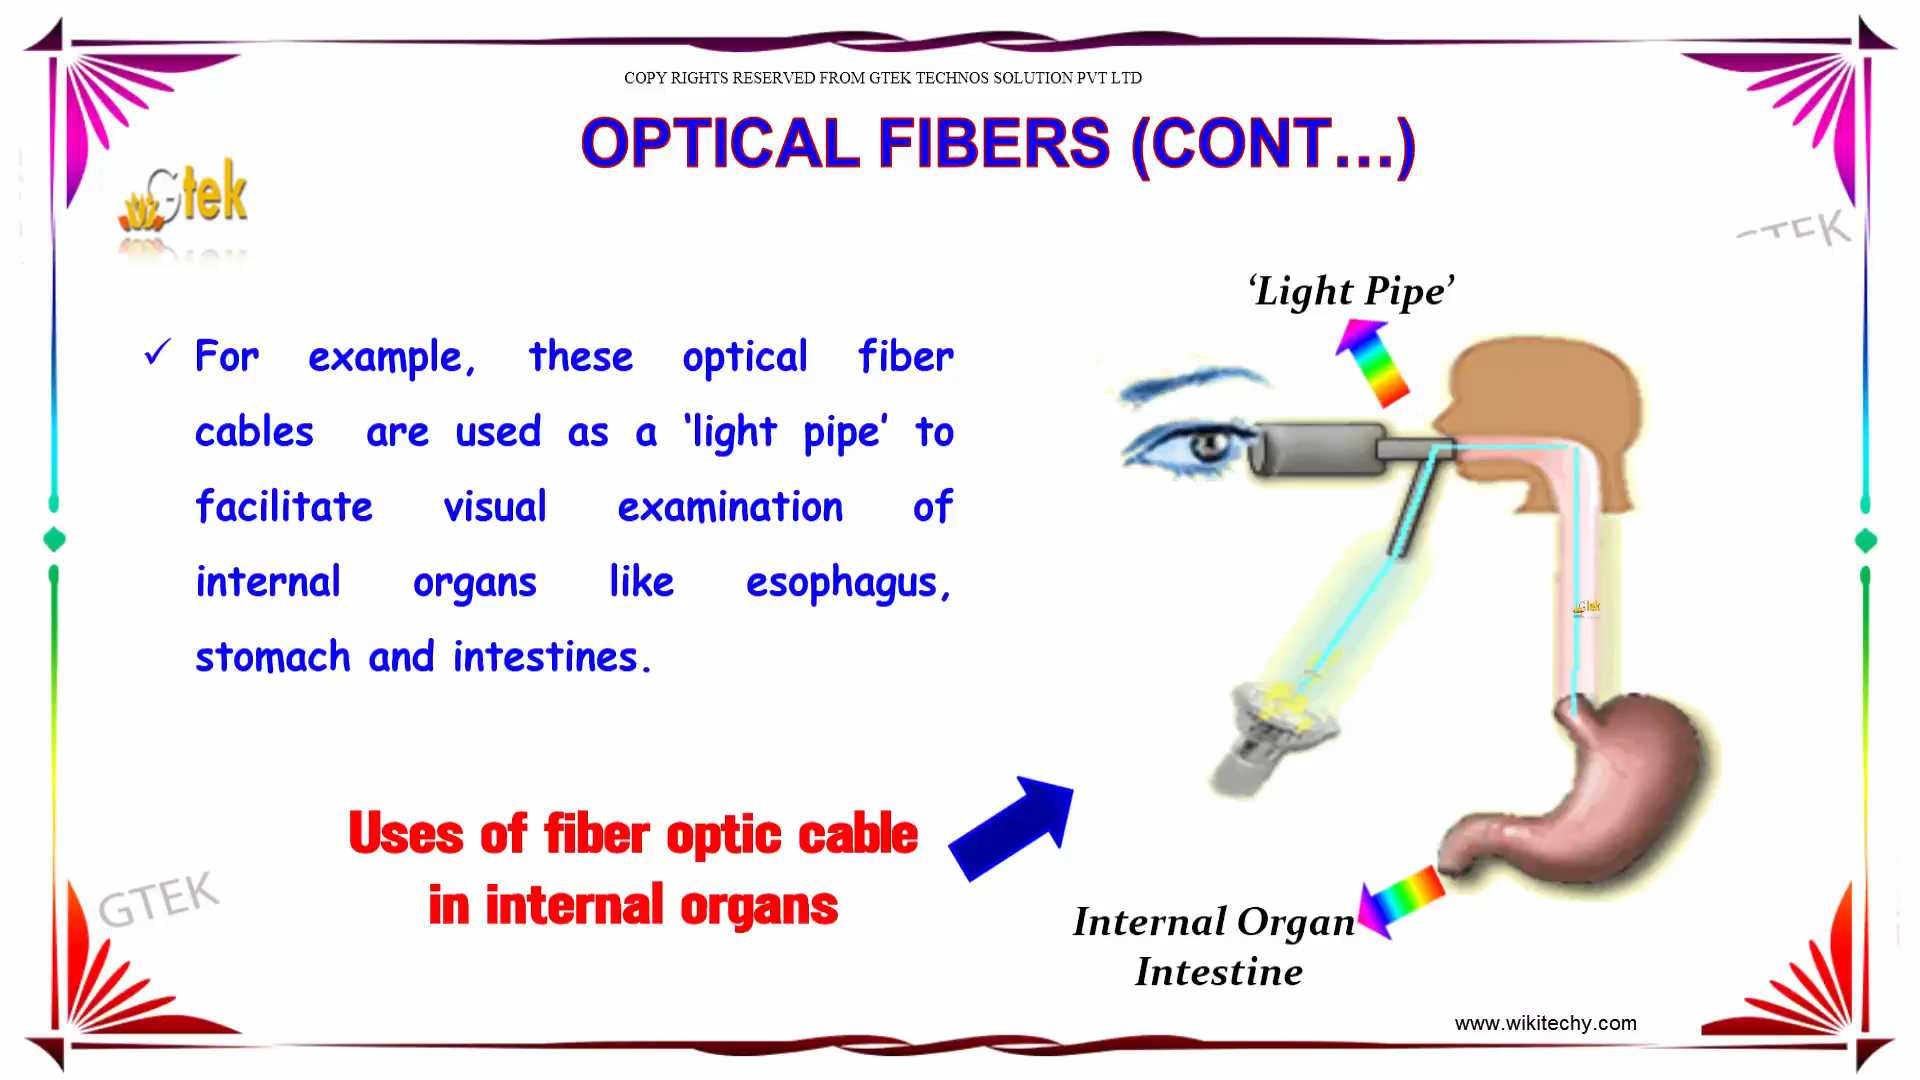 COPY RIGHTS RESERVED FROM GTEK TECHNOS SOLUTION PVT LTD
OPTICAL FIBERS (CONT...)
Gtek
GTEK
‘Light Pipe’
✓ For example, these optical fiber
cables are used as a ‘light pipe’ to
facilitate visual examination of
internal organs like esophagus,
stomach and intestines.
Gtek
Uses of fiber optic cable
in internal organs
GTEK
Internal Organ
Intestine
www.wikitechy.com